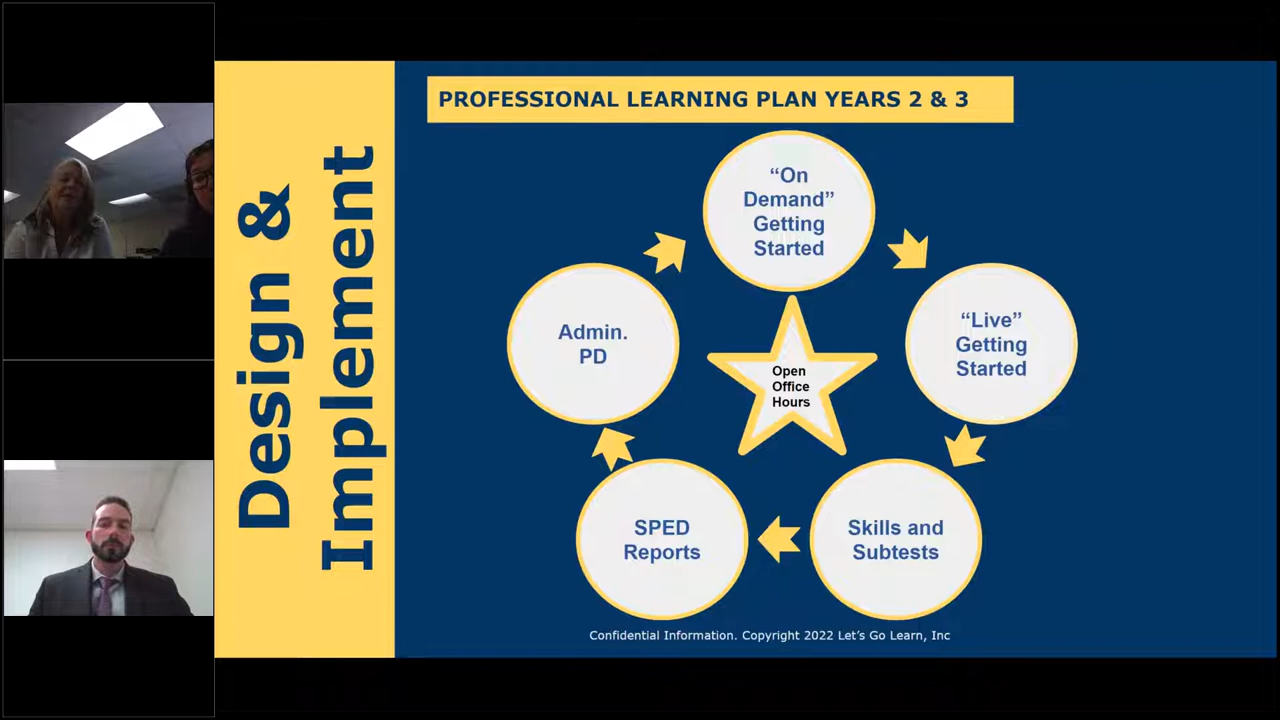 Design &
Implement
PROFESSIONAL LEARNING PLAN YEARS 2 & 3
“On
Demand”
Getting
Started
“Live”
Getting
Started
Skills and
Subtests
SPED
Reports
Admin.
PD
Open
Office
Hours
Confidential Information. Copyright 2022 Let’s Go Learn, Inc